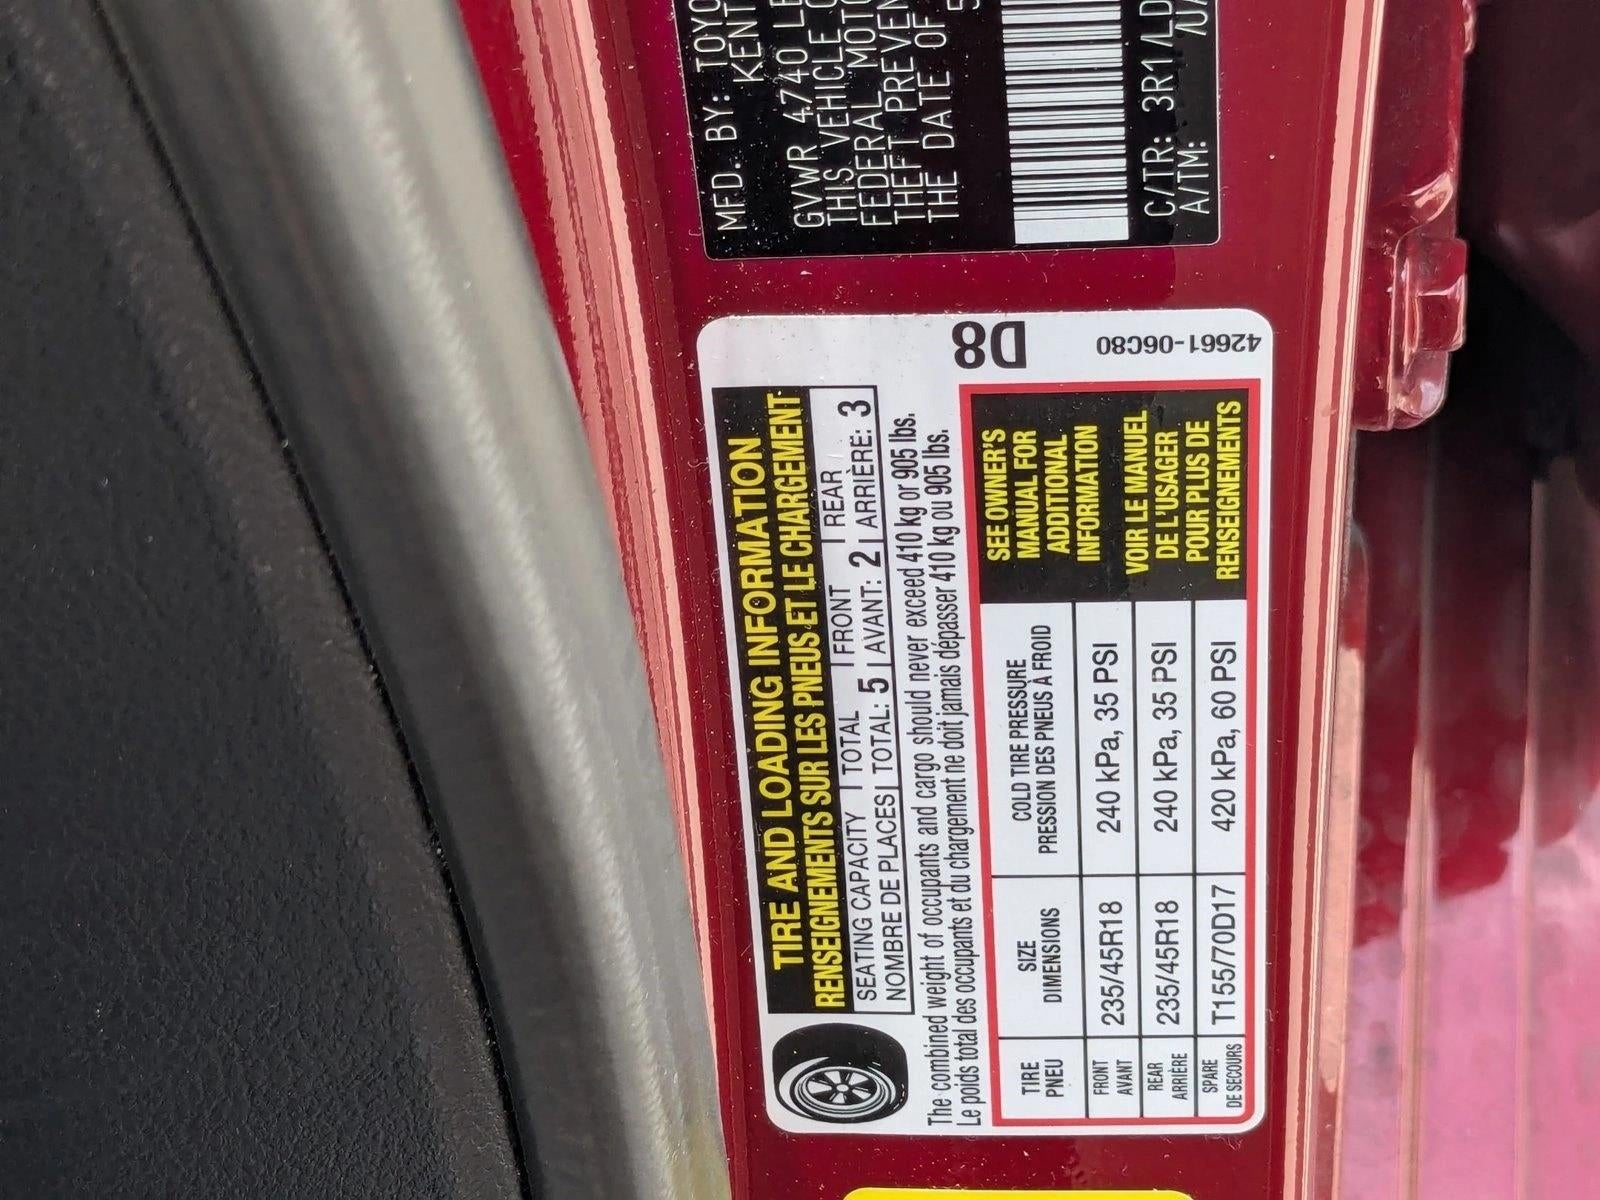 MFD. BY: TOYO
KENT
GVWR 4740 LB
THIS VEHICLE C
FEDERAL MOTO
THEFT PREVEN
THE DATE OF
C/TR: 3R1/LD
A/TM:
D8
42661-06C80
TIRE AND LOADING INFORMATION
RENSEIGNEMENTS SUR LES PNEUS ET LE CHARGEMENT
SEATING CAPACITY | TOTAL | FRONT | REAR
NOMBRE DE PLACES | TOTAL: 5 | AVANT: 2 | ARRIÈRE: 3
The combined weight of occupants and cargo should never exceed 410 kg or 905 lbs.
Le poids total des occupants et du chargement ne doit jamais dépasser 410 kg ou 905 lbs.
TIRE SIZE COLD TIRE PRESSURE
PNEU DIMENSIONS PRESSION DES PNEUS À FROID
FRONT
AVANT 235/45R18 240 kPa, 35 PSI
REAR
ARRIÈRE 235/45R18 240 kPa, 35 PSI
SPARE
DE SECOURS T155/70D17 420 kPa, 60 PSI
SEE OWNER'S
MANUAL FOR
ADDITIONAL
INFORMATION
VOIR LE MANUEL
DE L'USAGER
POUR PLUS DE
RENSEIGNEMENTS